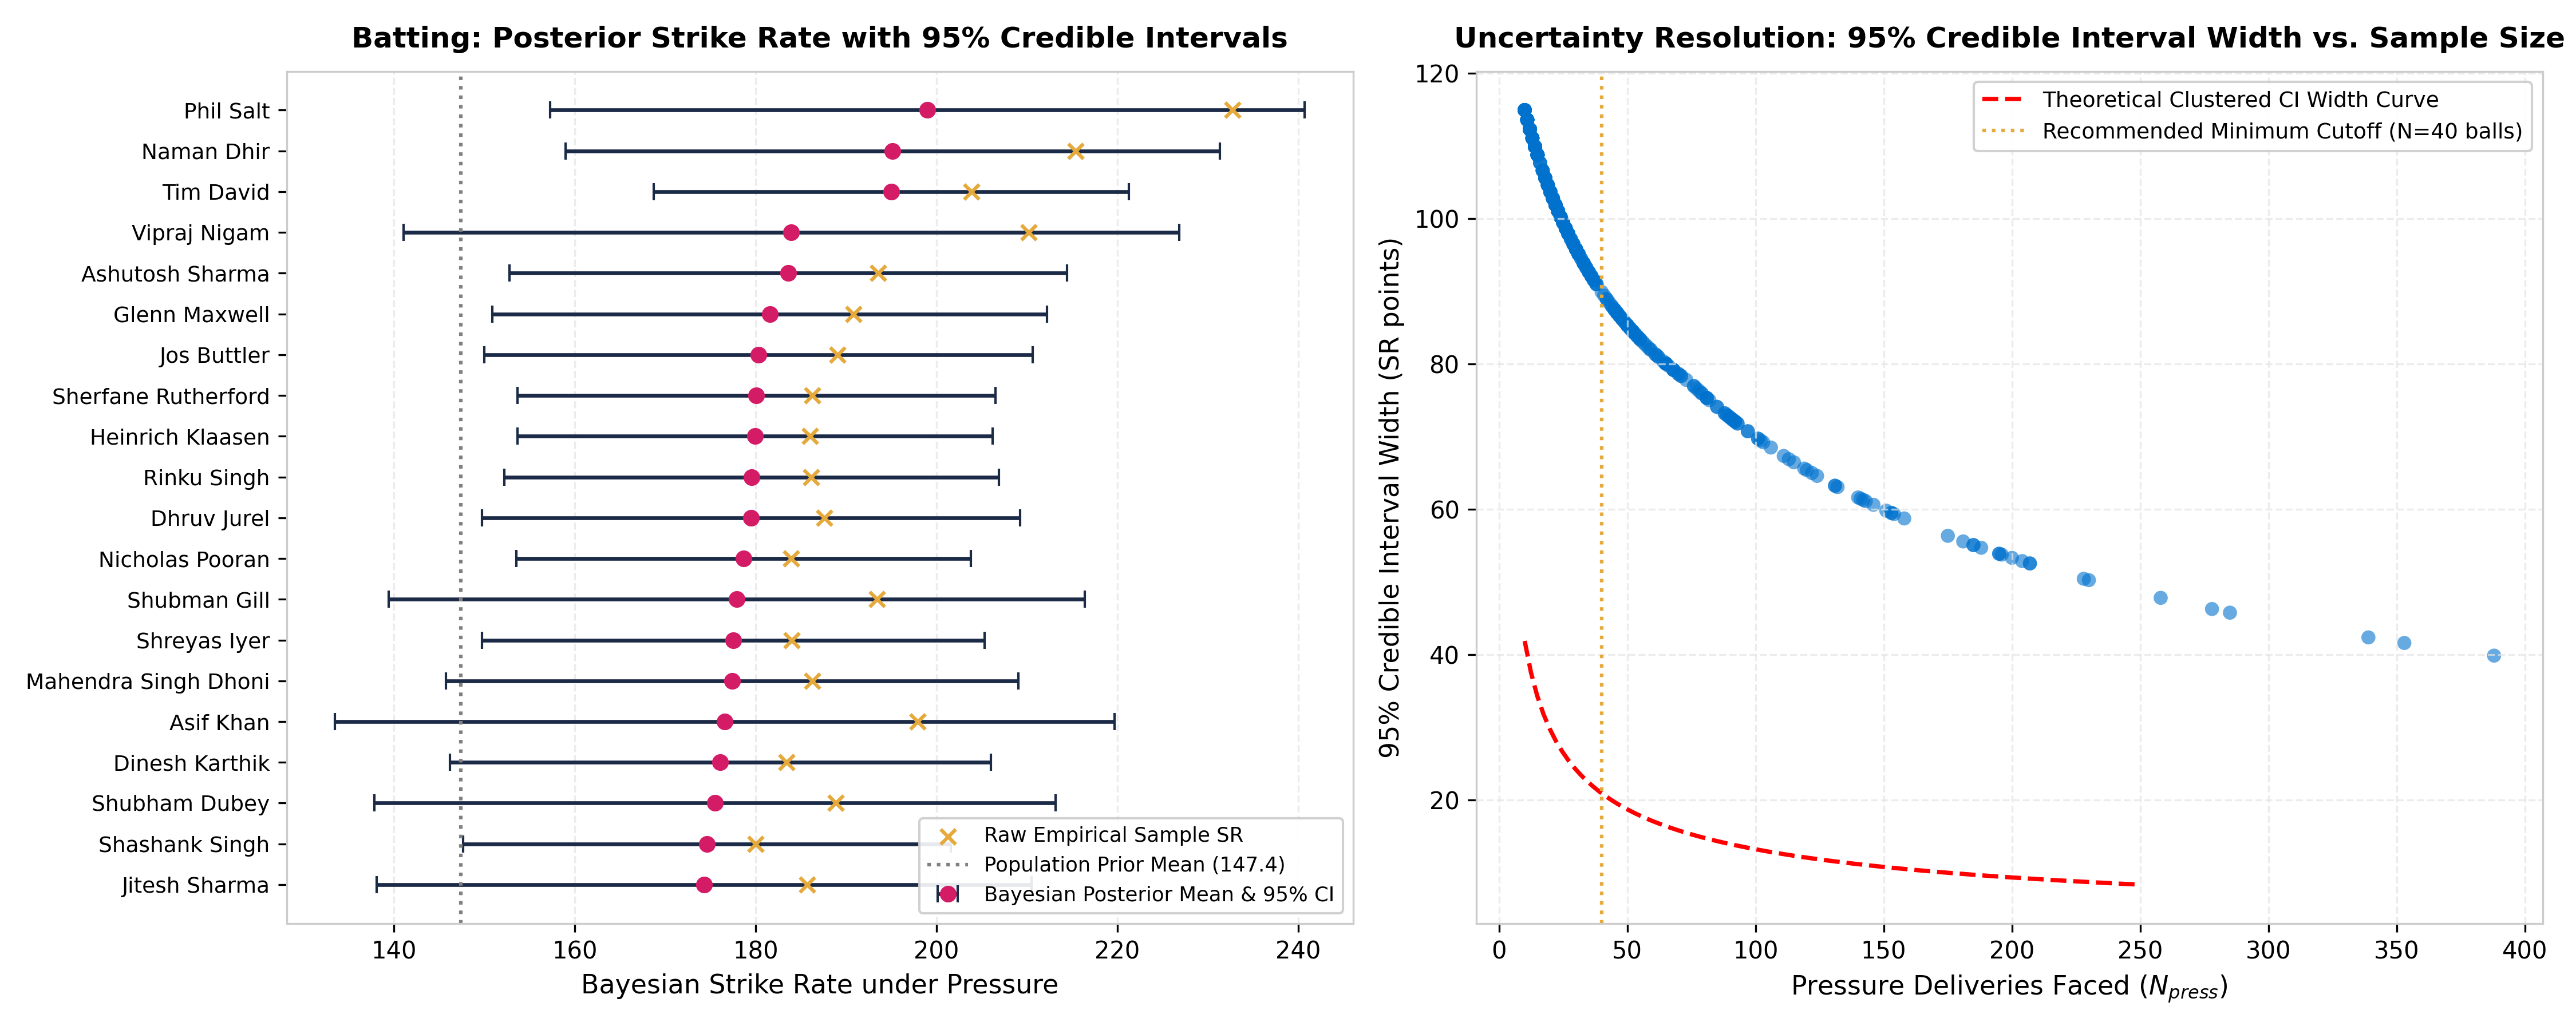 Batting: Posterior Strike Rate with 95% Credible Intervals
Phil Salt
Naman Dhir
Tim David
Vipraj Nigam
Ashutosh Sharma
Glenn Maxwell
Jos Buttler
Sherfane Rutherford
Heinrich Klaasen
Rinku Singh
Dhruv Jurel
Nicholas Pooran
Shubman Gill
Shreyas Iyer
Mahendra Singh Dhoni
Asif Khan
Dinesh Karthik
Shubham Dubey
Shashank Singh
Jitesh Sharma
Raw Empirical Sample SR
Population Prior Mean (147.4)
Bayesian Posterior Mean & 95% CI
140 160 180 200 220 240
Bayesian Strike Rate under Pressure
Uncertainty Resolution: 95% Credible Interval Width vs. Sample Size
95% Credible Interval Width (SR points)
120
100
80
60
40
20
Theoretical Clustered CI Width Curve
Recommended Minimum Cutoff (N=40 balls)
0 50 100 150 200 250 300 350 400
Pressure Deliveries Faced (N_press)